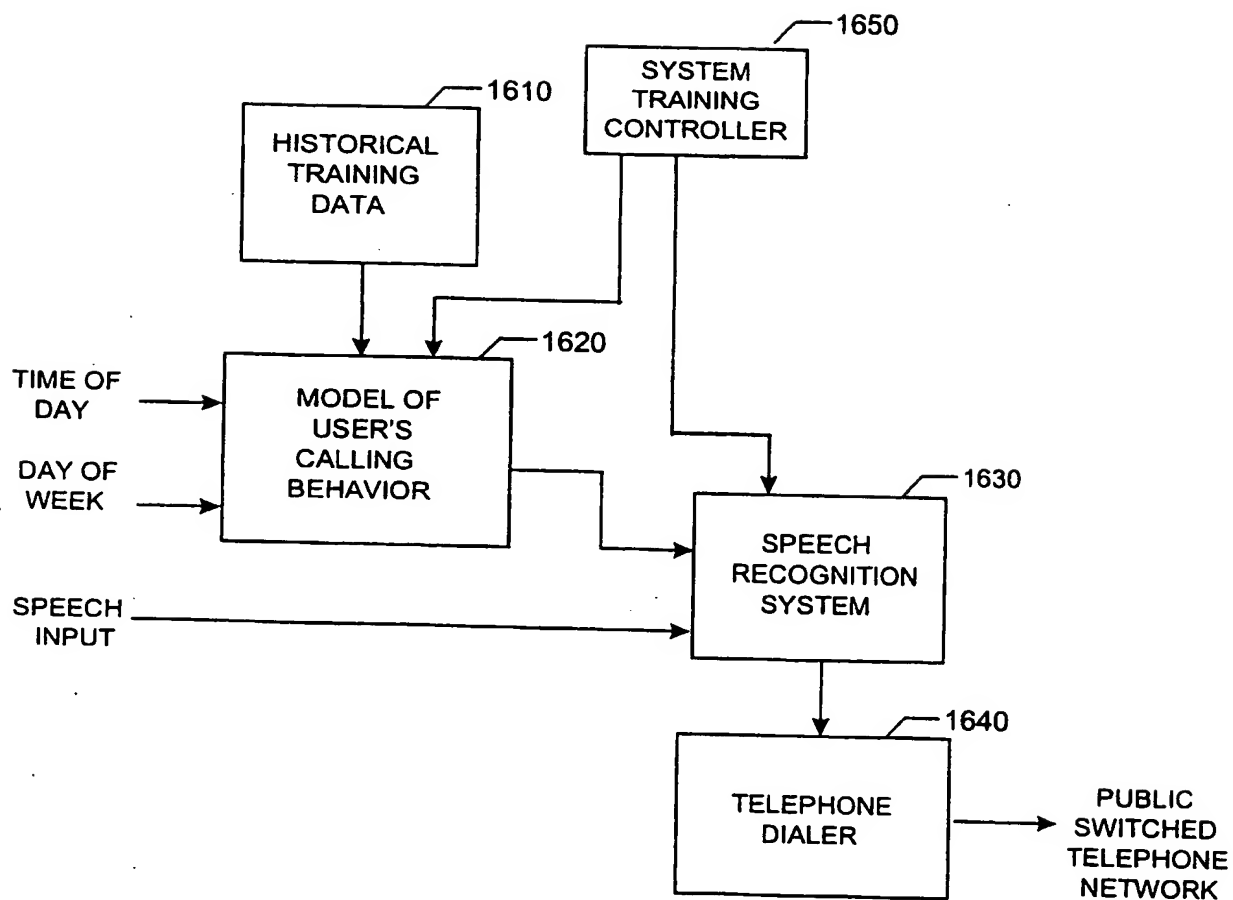 1650
SYSTEM
TRAINING
CONTROLLER
1610
HISTORICAL
TRAINING
DATA
1620
TIME OF
DAY
MODEL OF
USER'S
CALLING
BEHAVIOR
DAY OF
WEEK
1630
SPEECH
RECOGNITION
SYSTEM
SPEECH
INPUT
1640
TELEPHONE
DIALER
PUBLIC
SWITCHED
TELEPHONE
NETWORK